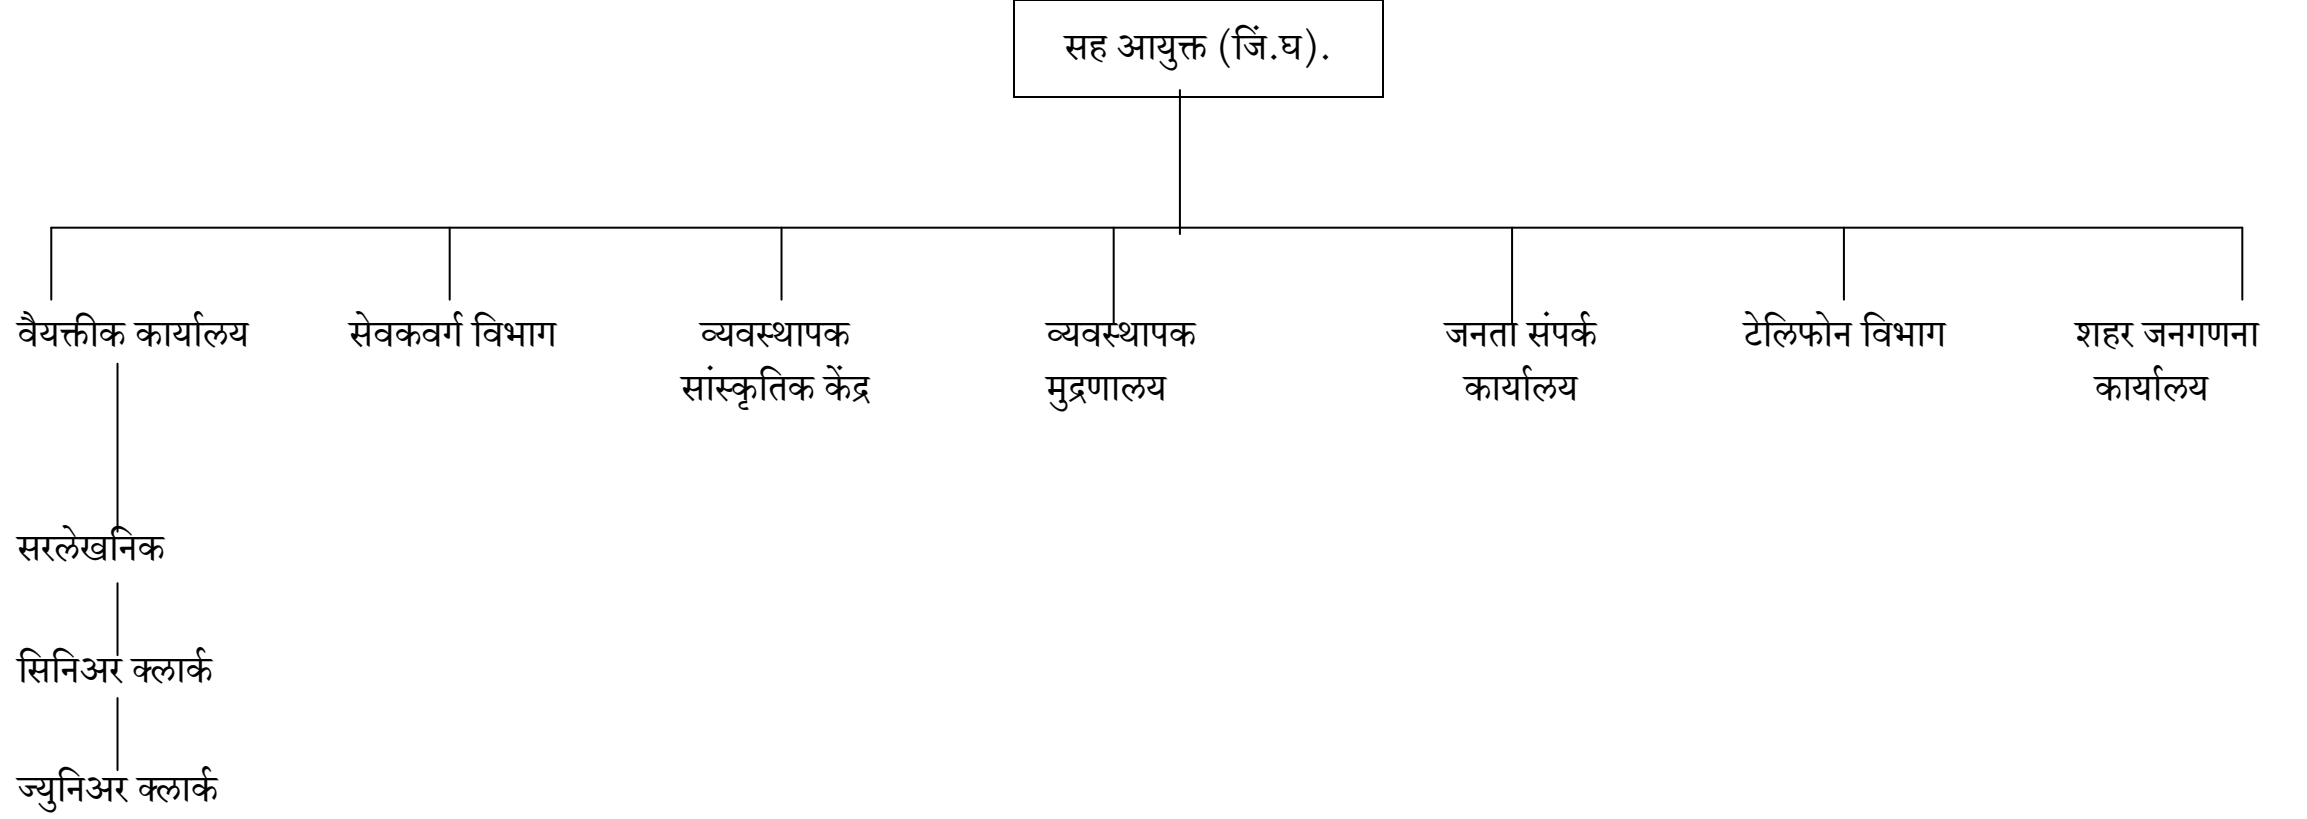 सह आयुक्त (जिं.घ).
वैयक्तीक कार्यालय
सेवकवर्ग विभाग
व्यवस्थापक
सांस्कृतिक केंद्र
व्यवस्थापक
मुद्रणालय
जनता संपर्क
कार्यालय
टेलिफोन विभाग
शहर जनगणना
कार्यालय
सरलेखनिक
सिनिअर क्लार्क
ज्युनिअर क्लार्क